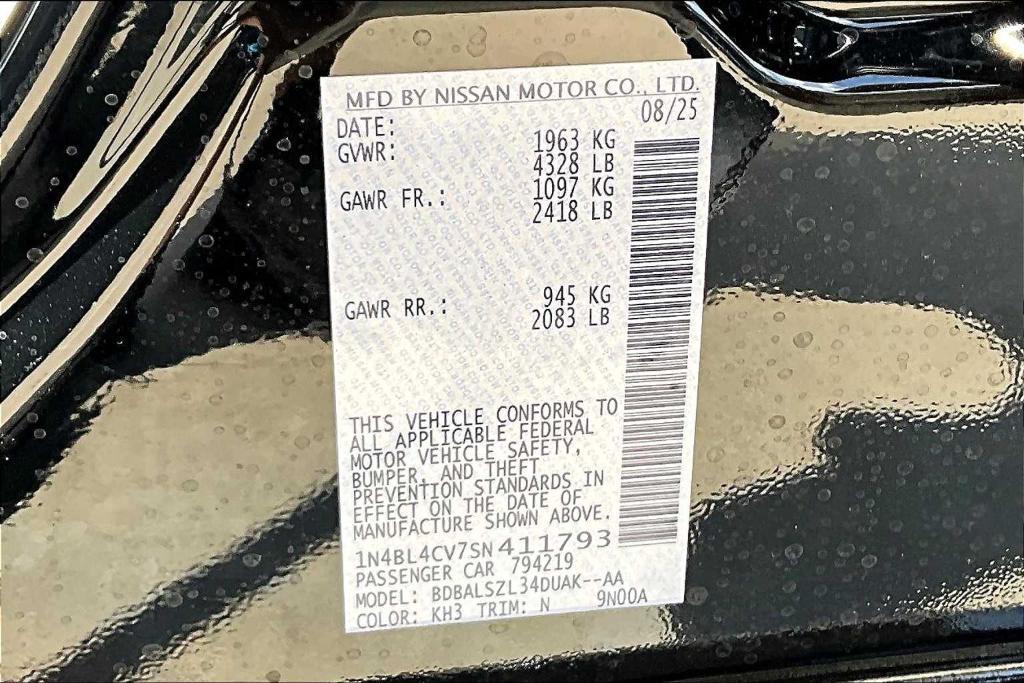 MFD BY NISSAN MOTOR CO., LTD.
DATE: 08/25
GVWR: 1963 KG
4328 LB
GAWR FR.: 1097 KG
2418 LB
GAWR RR.: 945 KG
2083 LB
THIS VEHICLE CONFORMS TO
ALL APPLICABLE FEDERAL
MOTOR VEHICLE SAFETY,
BUMPER, AND THEFT
PREVENTION STANDARDS IN
EFFECT ON THE DATE OF
MANUFACTURE SHOWN ABOVE.
1N4BL4CV7SN411793
PASSENGER CAR 794219
MODEL: BDBALSZL34DUAK--AA
COLOR: KH3 TRIM: N 9N00A